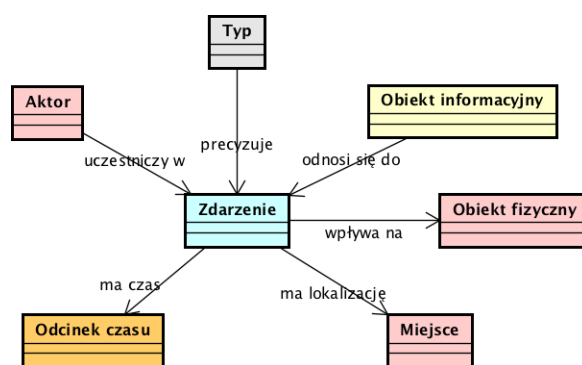 Typ
Aktor
Obiekt informacyjny
uczestniczy w
precyzuje
odnosi się do
Zdarzenie
Obiekt fizyczny
wpływa na
ma czas
ma lokalizację
Odcinek czasu
Miejsce